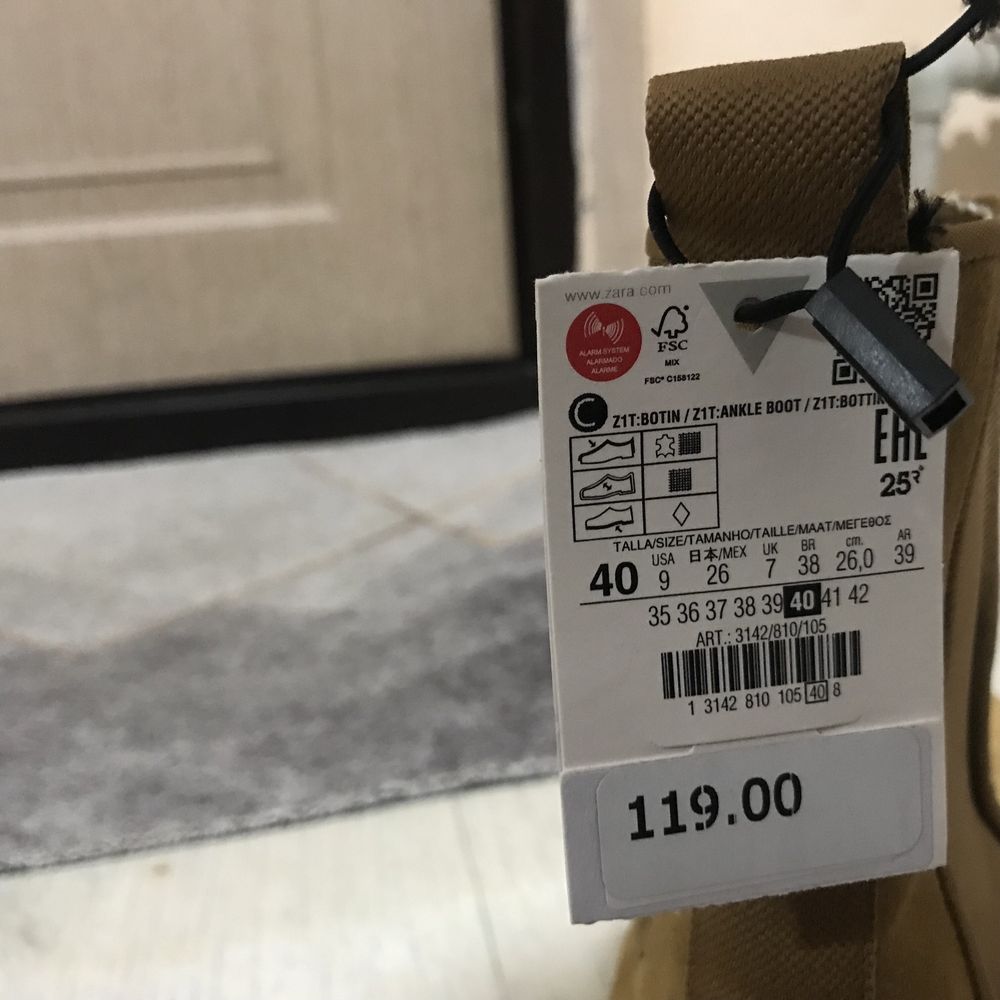 www.zara.com
ALARM SYSTEM
ALARMADO
ALARME
FSC
MIX
FSC® C158122
C Z1T:BOTIN / Z1T:ANKLE BOOT / Z1T:BOTTIN
EAC
25
TALLA/SIZE/TAMANHO/TAILLE/MAAT/ΜΕΓΕΘΟΣ
40 USA 9 日本/MEX 26 UK 7 BR 38 cm. 26,0 AR 39
35 36 37 38 39 40 41 42
ART.: 3142/810/105
1 3142 810 105 40 8
119.00